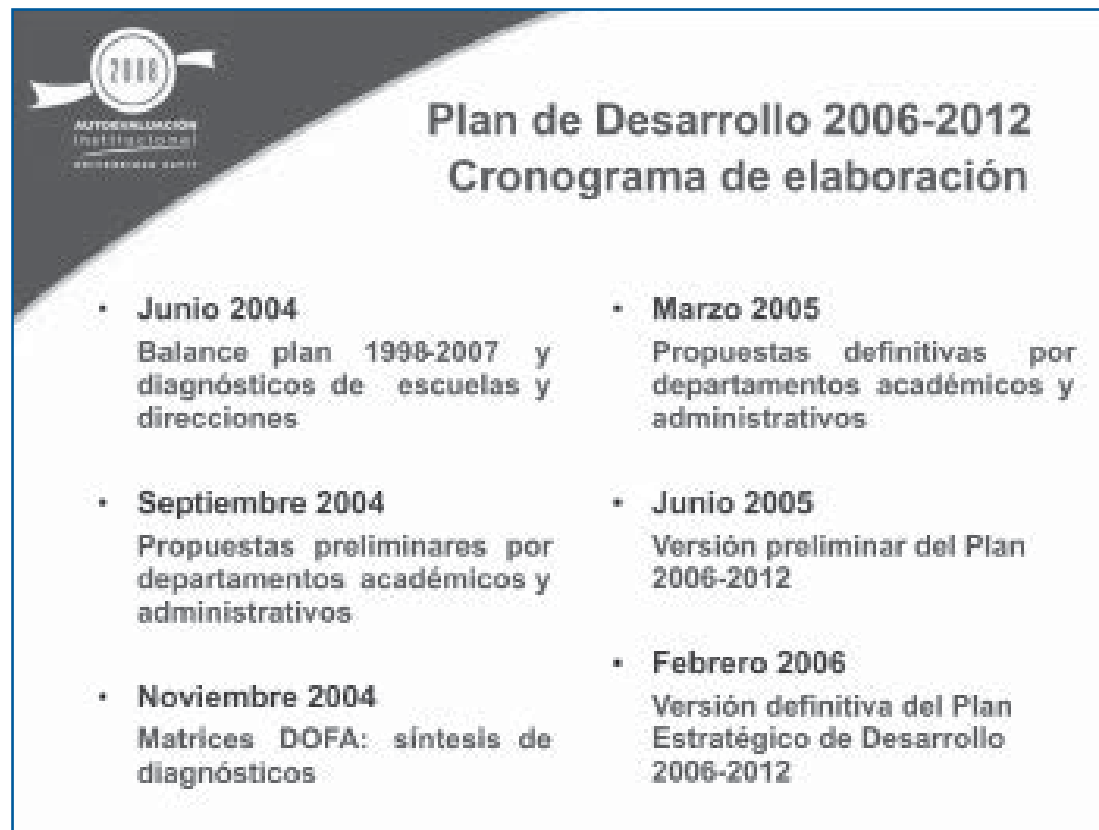 2008
AUTOEVALUACIÓN
Institucional
UNIVERSIDAD EAFIT
Plan de Desarrollo 2006-2012
Cronograma de elaboración
• Junio 2004
Balance plan 1998-2007 y
diagnósticos de escuelas y
direcciones
• Septiembre 2004
Propuestas preliminares por
departamentos académicos y
administrativos
• Noviembre 2004
Matrices DOFA: síntesis de
diagnósticos
• Marzo 2005
Propuestas definitivas por
departamentos académicos y
administrativos
• Junio 2005
Versión preliminar del Plan
2006-2012
• Febrero 2006
Versión definitiva del Plan
Estratégico de Desarrollo
2006-2012